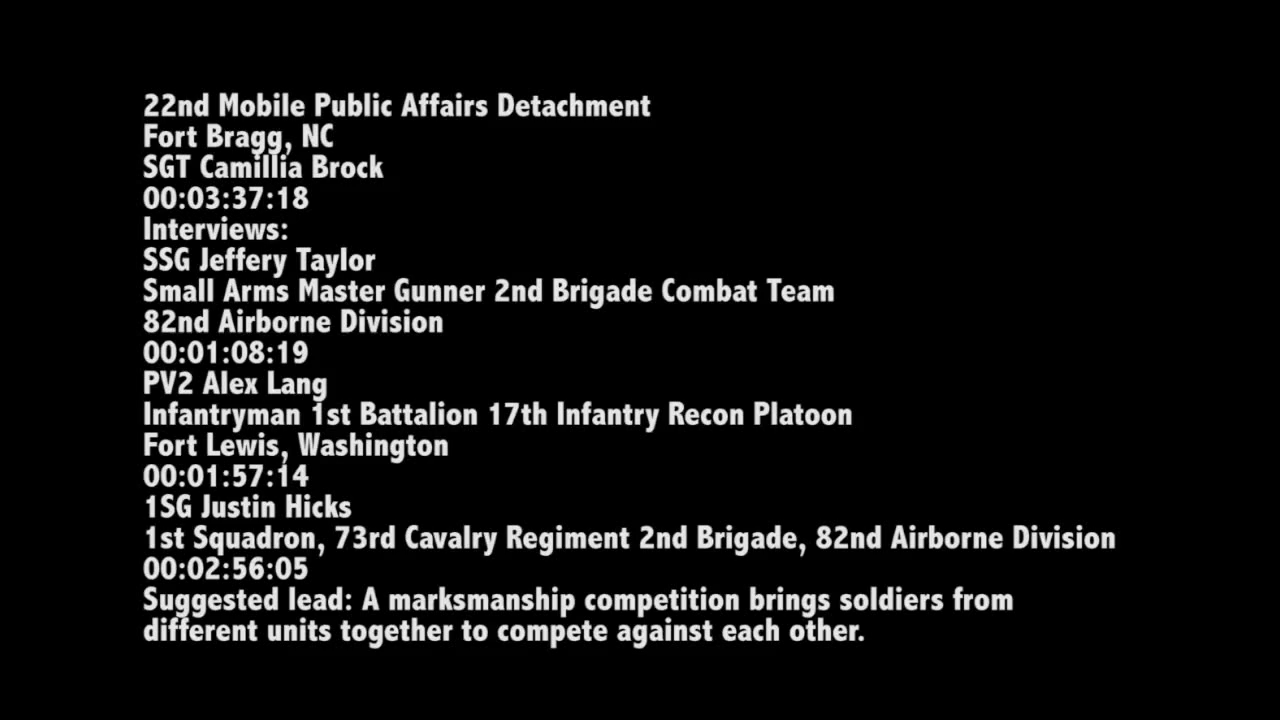 22nd Mobile Public Affairs Detachment
Fort Bragg, NC
SGT Camillia Brock
00:03:37:18
Interviews:
SSG Jeffery Taylor
Small Arms Master Gunner 2nd Brigade Combat Team
82nd Airborne Division
00:01:08:19
PV2 Alex Lang
Infantryman 1st Battalion 17th Infantry Recon Platoon
Fort Lewis, Washington
00:01:57:14
1SG Justin Hicks
1st Squadron, 73rd Cavalry Regiment 2nd Brigade, 82nd Airborne Division
00:02:56:05
Suggested lead: A marksmanship competition brings soldiers from
different units together to compete against each other.